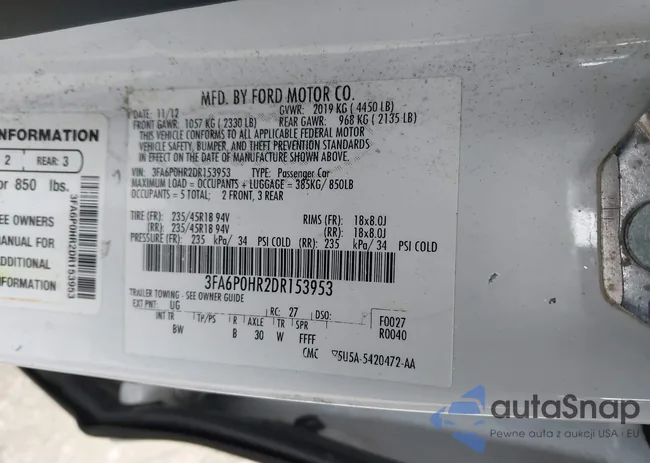 MFD. BY FORD MOTOR CO.
DATE: 11/12 GVWR: 2019 KG ( 4450 LB)
FRONT GAWR: 1057 KG ( 2330 LB) REAR GAWR: 968 KG ( 2135 LB)
THIS VEHICLE CONFORMS TO ALL APPLICABLE FEDERAL MOTOR
VEHICLE SAFETY, BUMPER, AND THEFT PREVENTION STANDARDS
IN EFFECT ON THE DATE OF MANUFACTURE SHOWN ABOVE.
VIN: 3FA6P0HR2DR153953 TYPE: Passenger Car
MAXIMUM LOAD = OCCUPANTS + LUGGAGE = 385KG / 850LB
OCCUPANTS = 5 TOTAL; 2 FRONT, 3 REAR
TIRE (FR): 235/45R18 94V RIMS (FR): 18x8.0J
(RR): 235/45R18 94V (RR): 18x8.0J
PRESSURE (FR): 235 kPa/ 34 PSI COLD (RR): 235 kPa/ 34 PSI COLD
3FA6P0HR2DR153953
TRAILER TOWING - SEE OWNER GUIDE
EXT PNT: UG RC: 27 DSO: F0027
R0040
INT TR TP/PS R AXLE TR SPR
BW B 30 W FFFF
CMC 5U5A-5420472-AA
INFORMATION
2 REAR: 3
or 850 lbs.
EE OWNERS
MANUAL FOR
ADDITIONAL
INFORMATION
3FA6P0HR2DR153953
autaSnap
Pewne auta z aukcji USA i EU